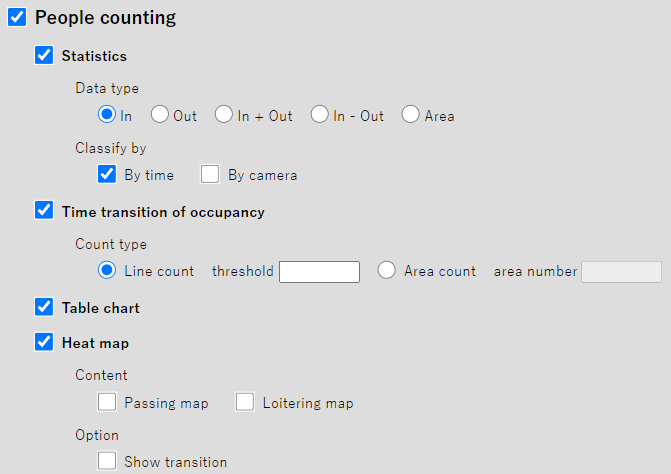 People counting
Statistics
Data type
In Out In + Out In - Out Area
Classify by
By time By camera
Time transition of occupancy
Count type
Line count threshold Area count area number
Table chart
Heat map
Content
Passing map Loitering map
Option
Show transition